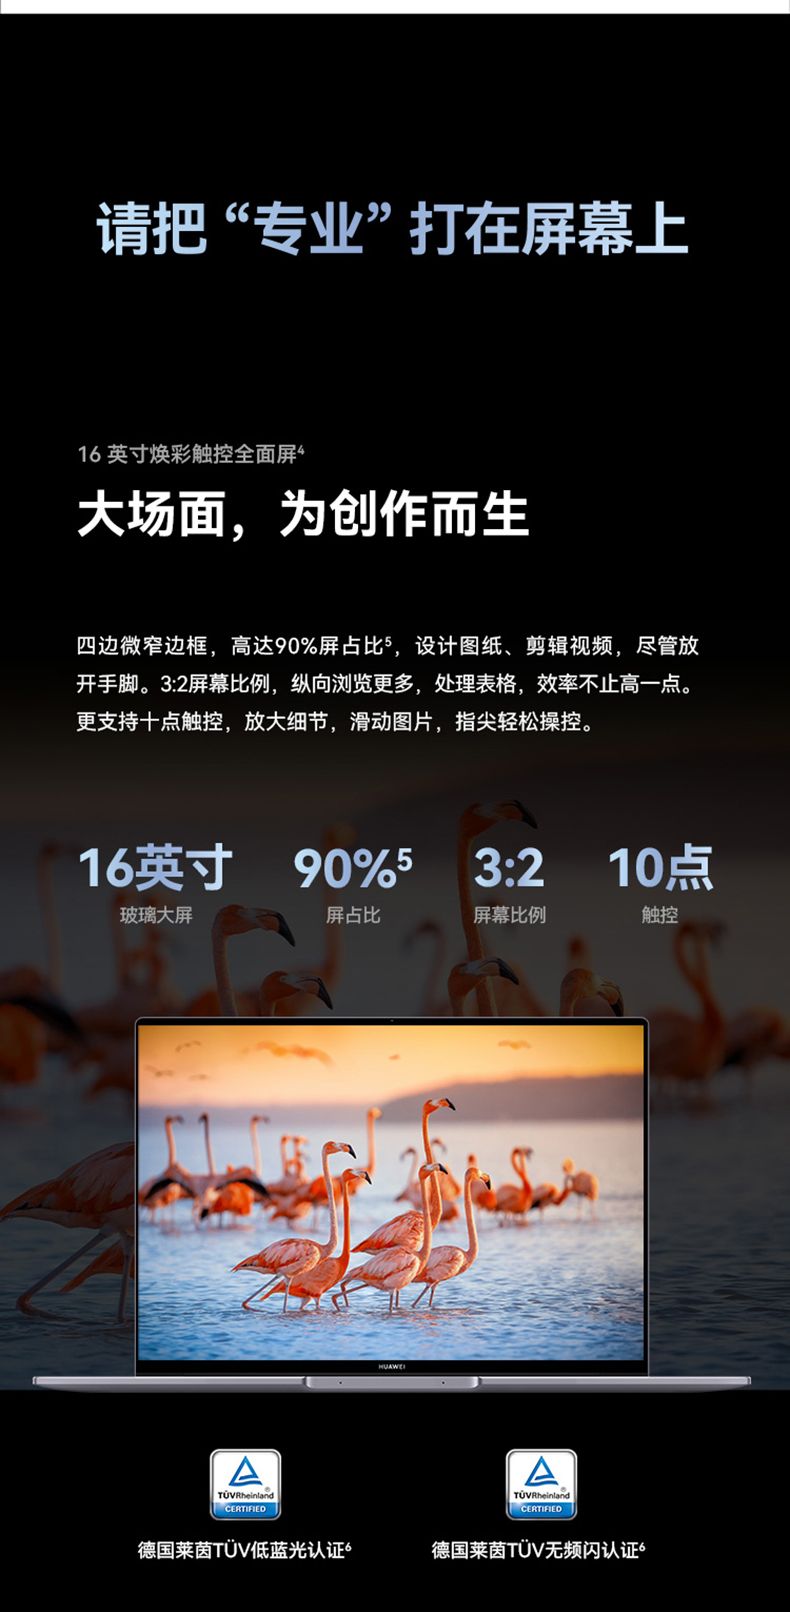 请把“专业”打在屏幕上
16 英寸焕彩触控全面屏⁴
大场面，为创作而生
四边微窄边框，高达90%屏占比⁵，设计图纸、剪辑视频，尽管放
开手脚。3:2屏幕比例，纵向浏览更多，处理表格，效率不止高一点。
更支持十点触控，放大细节，滑动图片，指尖轻松操控。
16英寸 90%⁵ 3:2 10点
玻璃大屏 屏占比 屏幕比例 触控
HUAWEI
TÜVRheinland® TÜVRheinland®
CERTIFIED CERTIFIED
德国莱茵TÜV低蓝光认证⁶ 德国莱茵TÜV无频闪认证⁶